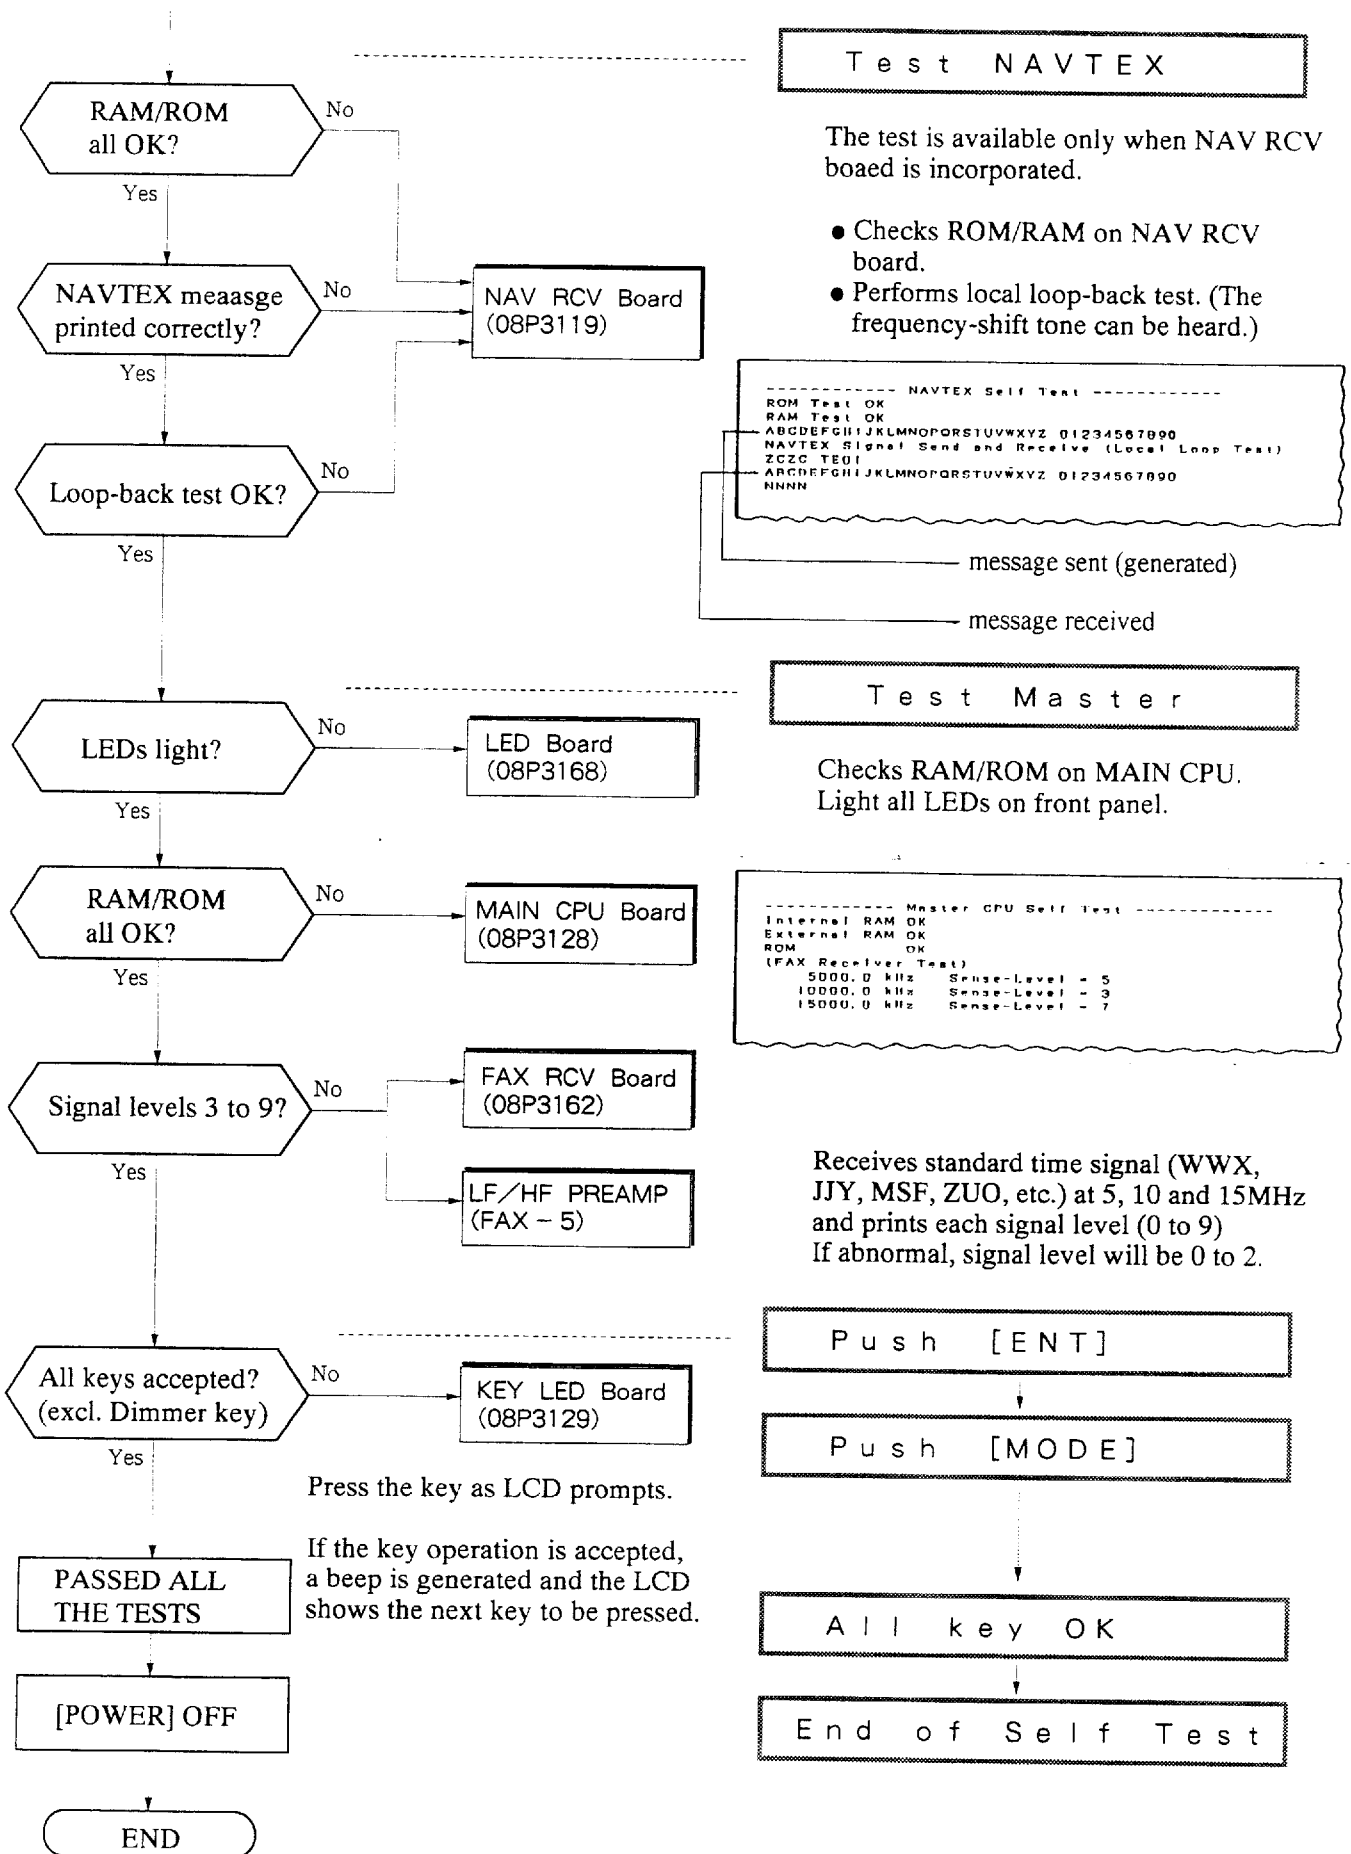 Test NAVTEX
RAM/ROM
all OK?
No
Yes
The test is available only when NAV RCV
boaed is incorporated.
● Checks ROM/RAM on NAV RCV
board.
● Performs local loop-back test. (The
frequency-shift tone can be heard.)
NAVTEX meaasge
printed correctly?
No
Yes
NAV RCV Board
(08P3119)
------------ NAVTEX Self Test ------------
ROM Test OK
RAM Test OK
ABCDEFGHIJKLMNOPQRSTUVWXYZ 01234567890
NAVTEX Signal Send and Receive (Local Loop Test)
ZCZC
ABCDEFGHIJKLMNOPQRSTUVWXYZ 01234567890
NNNN
Loop-back test OK?
No
Yes
message sent (generated)
message received
Test Master
LEDs light?
No
Yes
LED Board
(08P3168)
Checks RAM/ROM on MAIN CPU.
Light all LEDs on front panel.
RAM/ROM
all OK?
No
Yes
MAIN CPU Board
(08P3128)
------------ Master CPU Self Test -------------
Internal RAM OK
External RAM OK
ROM OK
(FAX Receiver Test)
5000.0 kHz Sense-Level = 5
10000.0 kHz Sense-Level = 3
15000.0 kHz Sense-Level = 7
Signal levels 3 to 9?
No
Yes
FAX RCV Board
(08P3162)
LF/HF PREAMP
(FAX - 5)
Receives standard time signal (WWX,
JJY, MSF, ZUO, etc.) at 5, 10 and 15MHz
and prints each signal level (0 to 9)
If abnormal, signal level will be 0 to 2.
Push [ENT]
All keys accepted?
(excl. Dimmer key)
No
Yes
KEY LED Board
(08P3129)
Push [MODE]
Press the key as LCD prompts.
If the key operation is accepted,
a beep is generated and the LCD
shows the next key to be pressed.
PASSED ALL
THE TESTS
All key OK
[POWER] OFF
End of Self Test
END